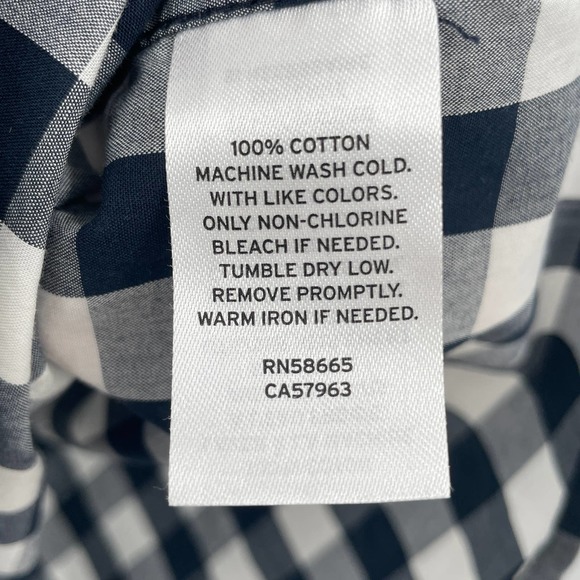 100% COTTON
MACHINE WASH COLD.
WITH LIKE COLORS.
ONLY NON-CHLORINE
BLEACH IF NEEDED.
TUMBLE DRY LOW.
REMOVE PROMPTLY.
WARM IRON IF NEEDED.
RN58665
CA57963